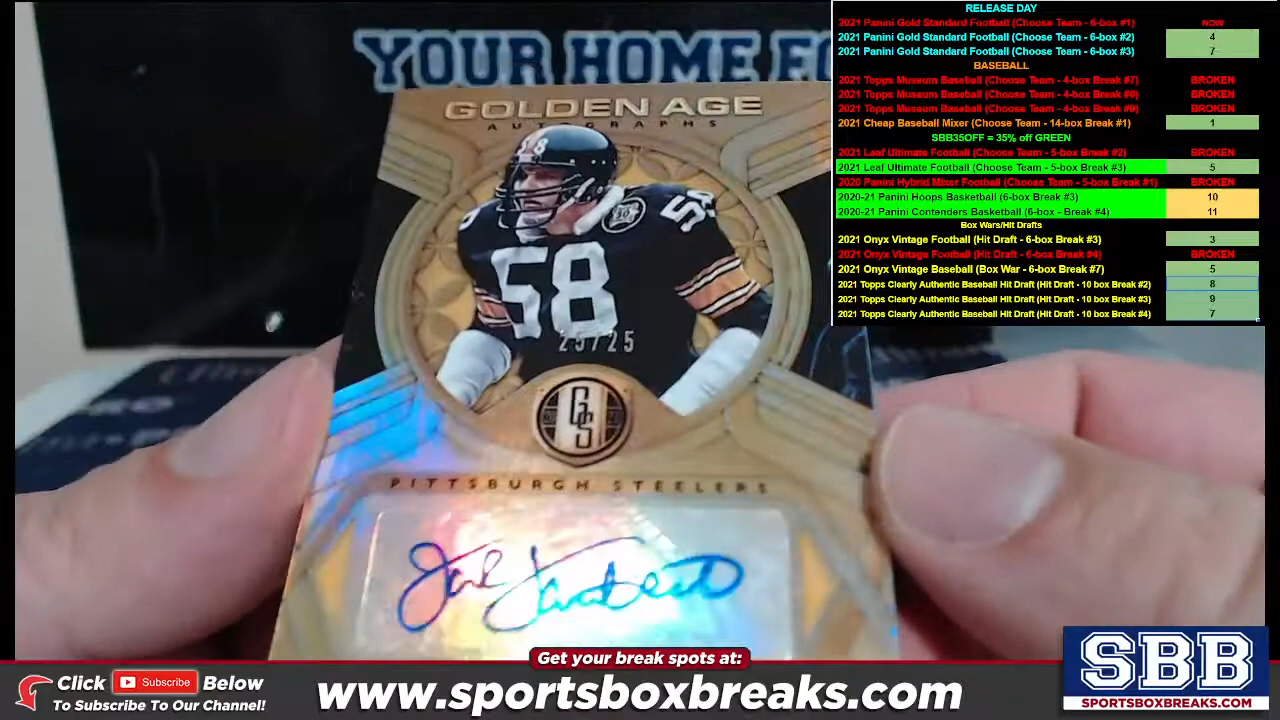 YOUR HOME FO
GOLDEN AGE
AUTOGRAPHS
58
58
58
25/25
GS
PITTSBURGH STEELERS
Jack Lambert
RELEASE DAY
2021 Panini Gold Standard Football (Choose Team - 6-box #1) NOW
2021 Panini Gold Standard Football (Choose Team - 6-box #2) 4
2021 Panini Gold Standard Football (Choose Team - 6-box #3) 7
BASEBALL
2021 Topps Museum Baseball (Choose Team - 4-box Break #7) BROKEN
2021 Topps Museum Baseball (Choose Team - 4-box Break #8) BROKEN
2021 Topps Museum Baseball (Choose Team - 4-box Break #9) BROKEN
2021 Cheap Baseball Mixer (Choose Team - 14-box Break #1) 1
SBB35OFF = 35% off GREEN
2021 Leaf Ultimate Football (Choose Team - 5-box Break #2) BROKEN
2021 Leaf Ultimate Football (Choose Team - 5-box Break #3) 5
2020 Panini Hybrid Mixer Football (Choose Team - 5-box Break #1) BROKEN
2020-21 Panini Hoops Basketball (6-box Break #3) 10
2020-21 Panini Contenders Basketball (6-box - Break #4) 11
Box Wars/Hit Drafts
2021 Onyx Vintage Football (Hit Draft - 6-box Break #3) 3
2021 Onyx Vintage Football (Hit Draft - 6-box Break #4) BROKEN
2021 Onyx Vintage Baseball (Box War - 6-box Break #7) 5
2021 Topps Clearly Authentic Baseball Hit Draft (Hit Draft - 10 box Break #2) 8
2021 Topps Clearly Authentic Baseball Hit Draft (Hit Draft - 10 box Break #3) 9
2021 Topps Clearly Authentic Baseball Hit Draft (Hit Draft - 10 box Break #4) 7
Get your break spots at:
Click Subscribe Below
To Subscribe To Our Channel!
www.sportsboxbreaks.com
SBB
SPORTSBOXBREAKS.COM